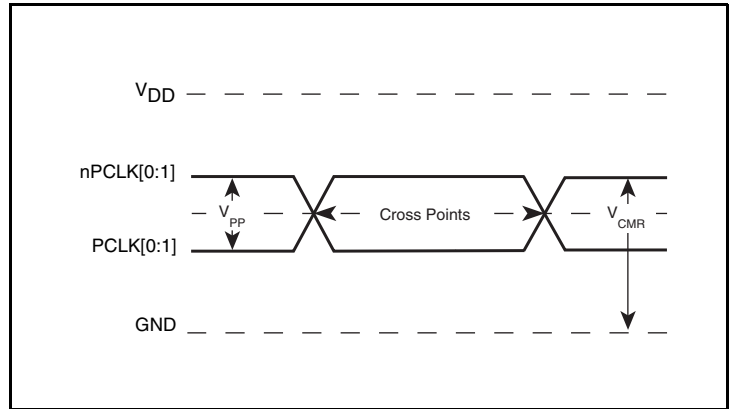 VDD
nPCLK[0:1]
VPP
Cross Points
VCMR
PCLK[0:1]
GND